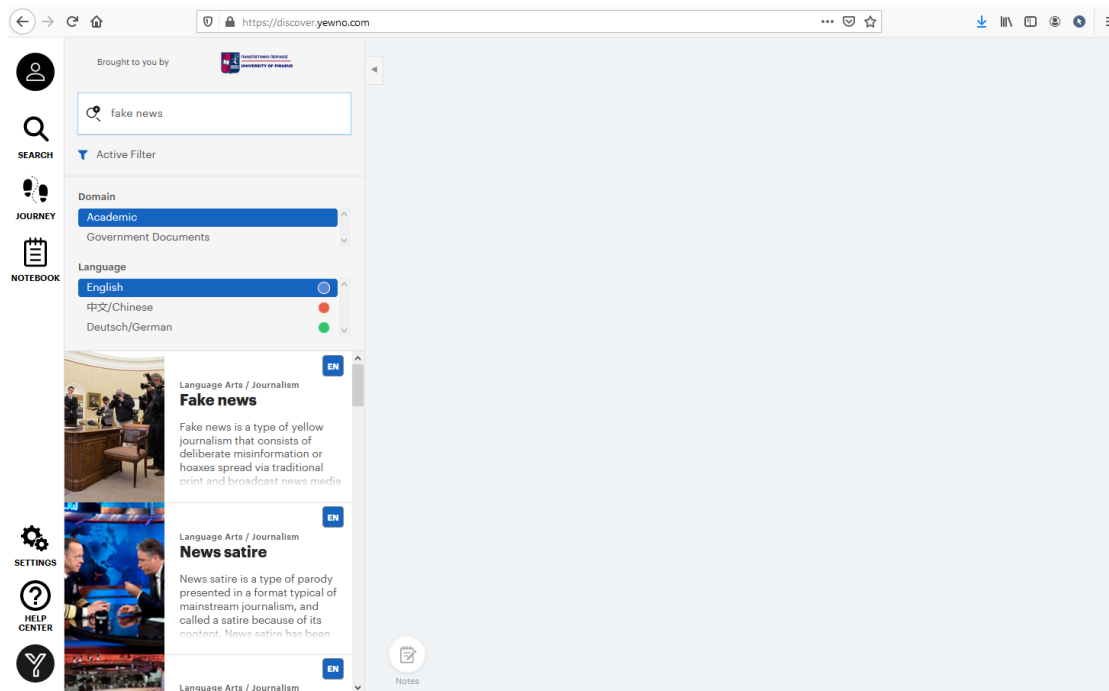 https://discover.yewno.com
Brought to you by
ΠΑΝΕΠΙΣΤΗΜΙΟ ΠΕΙΡΑΙΩΣ
UNIVERSITY OF PIRAEUS
fake news
SEARCH
Active Filter
JOURNEY
Domain
Academic
Government Documents
NOTEBOOK
Language
English
中文/Chinese
Deutsch/German
EN
Language Arts / Journalism
Fake news
Fake news is a type of yellow
journalism that consists of
deliberate misinformation or
hoaxes spread via traditional
print and broadcast news media
EN
Language Arts / Journalism
News satire
News satire is a type of parody
presented in a format typical of
mainstream journalism, and
called a satire because of its
content. News satire has been
SETTINGS
HELP
CENTER
EN
Language Arts / Journalism
Notes